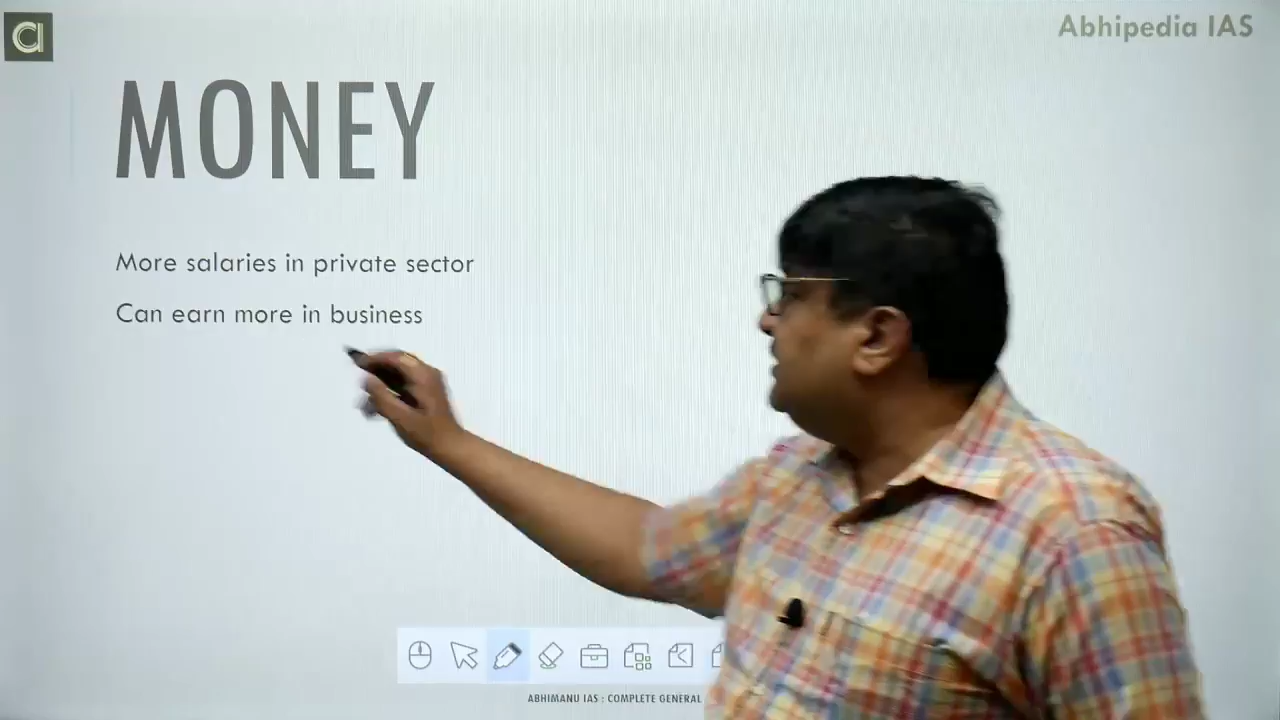 Abhipedia IAS
MONEY
More salaries in private sector
Can earn more in business
ABHIMANU IAS : COMPLETE GENERAL